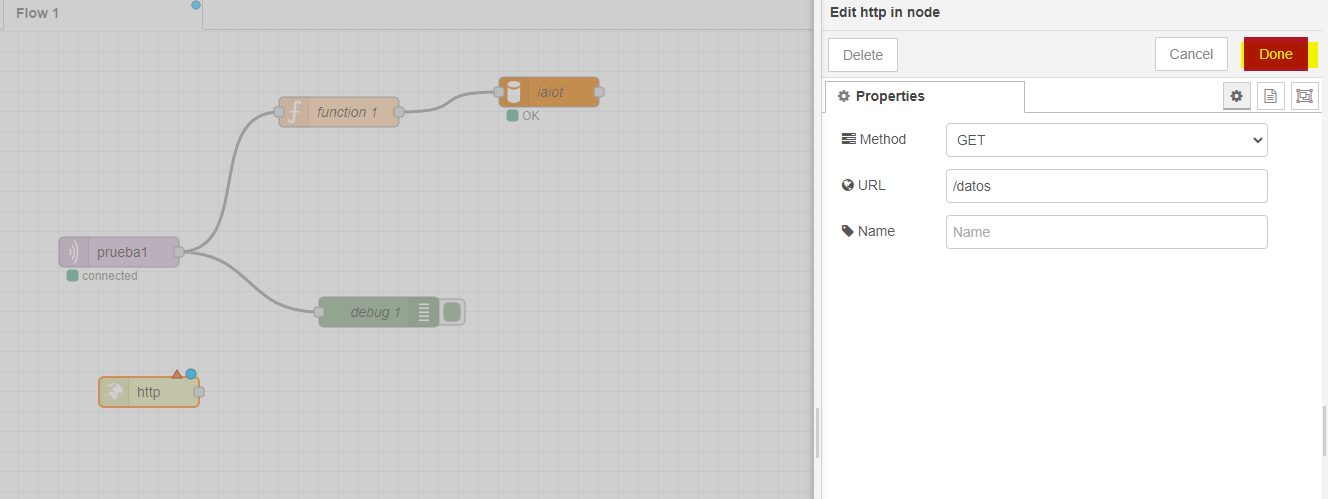 Flow 1
function 1
iaiot
OK
prueba1
connected
debug 1
http
Edit http in node
Delete
Cancel
Done
Properties
Method
GET
URL
/datos
Name
Name